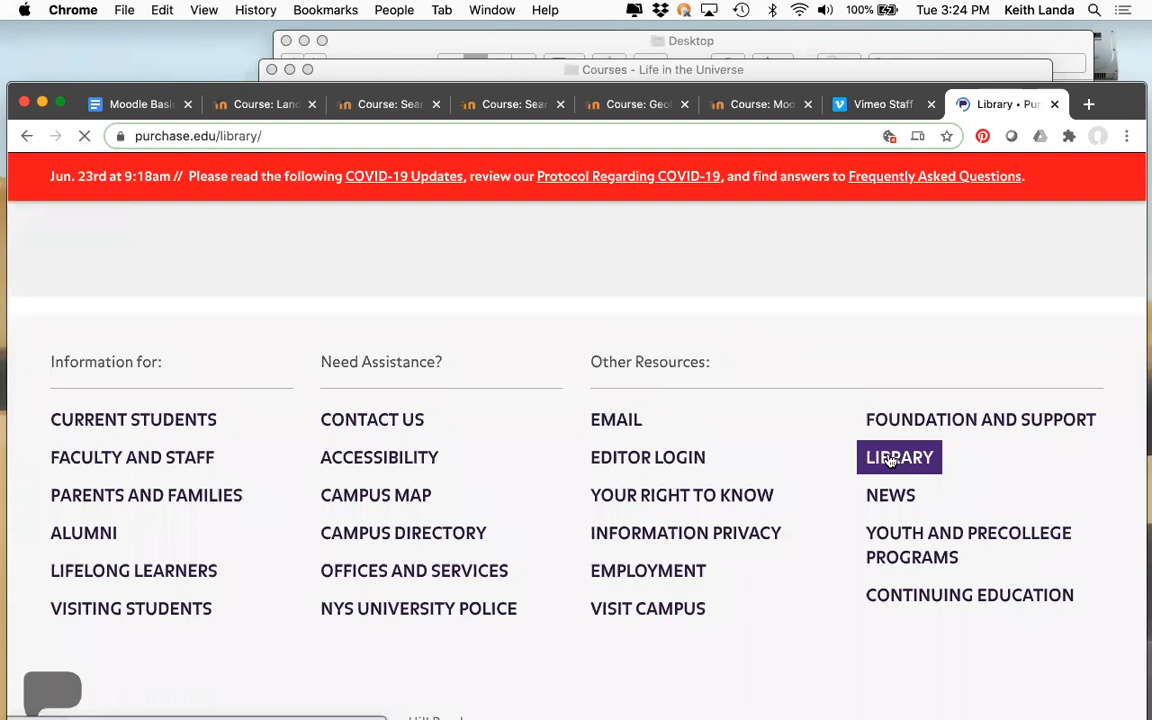 Chrome File Edit View History Bookmarks People Tab Window Help 100% Tue 3:24 PM Keith Landa
Desktop
Courses - Life in the Universe
Moodle Basi Course: Lan Course: Sea Course: Sea Course: Geo Course: Moo Vimeo Staff Library • Pur
purchase.edu/library/
Jun. 23rd at 9:18am // Please read the following COVID-19 Updates, review our Protocol Regarding COVID-19, and find answers to Frequently Asked Questions.
Information for:
CURRENT STUDENTS
FACULTY AND STAFF
PARENTS AND FAMILIES
ALUMNI
LIFELONG LEARNERS
VISITING STUDENTS
Need Assistance?
CONTACT US
ACCESSIBILITY
CAMPUS MAP
CAMPUS DIRECTORY
OFFICES AND SERVICES
NYS UNIVERSITY POLICE
Other Resources:
EMAIL
EDITOR LOGIN
YOUR RIGHT TO KNOW
INFORMATION PRIVACY
EMPLOYMENT
VISIT CAMPUS
FOUNDATION AND SUPPORT
LIBRARY
NEWS
YOUTH AND PRECOLLEGE
PROGRAMS
CONTINUING EDUCATION